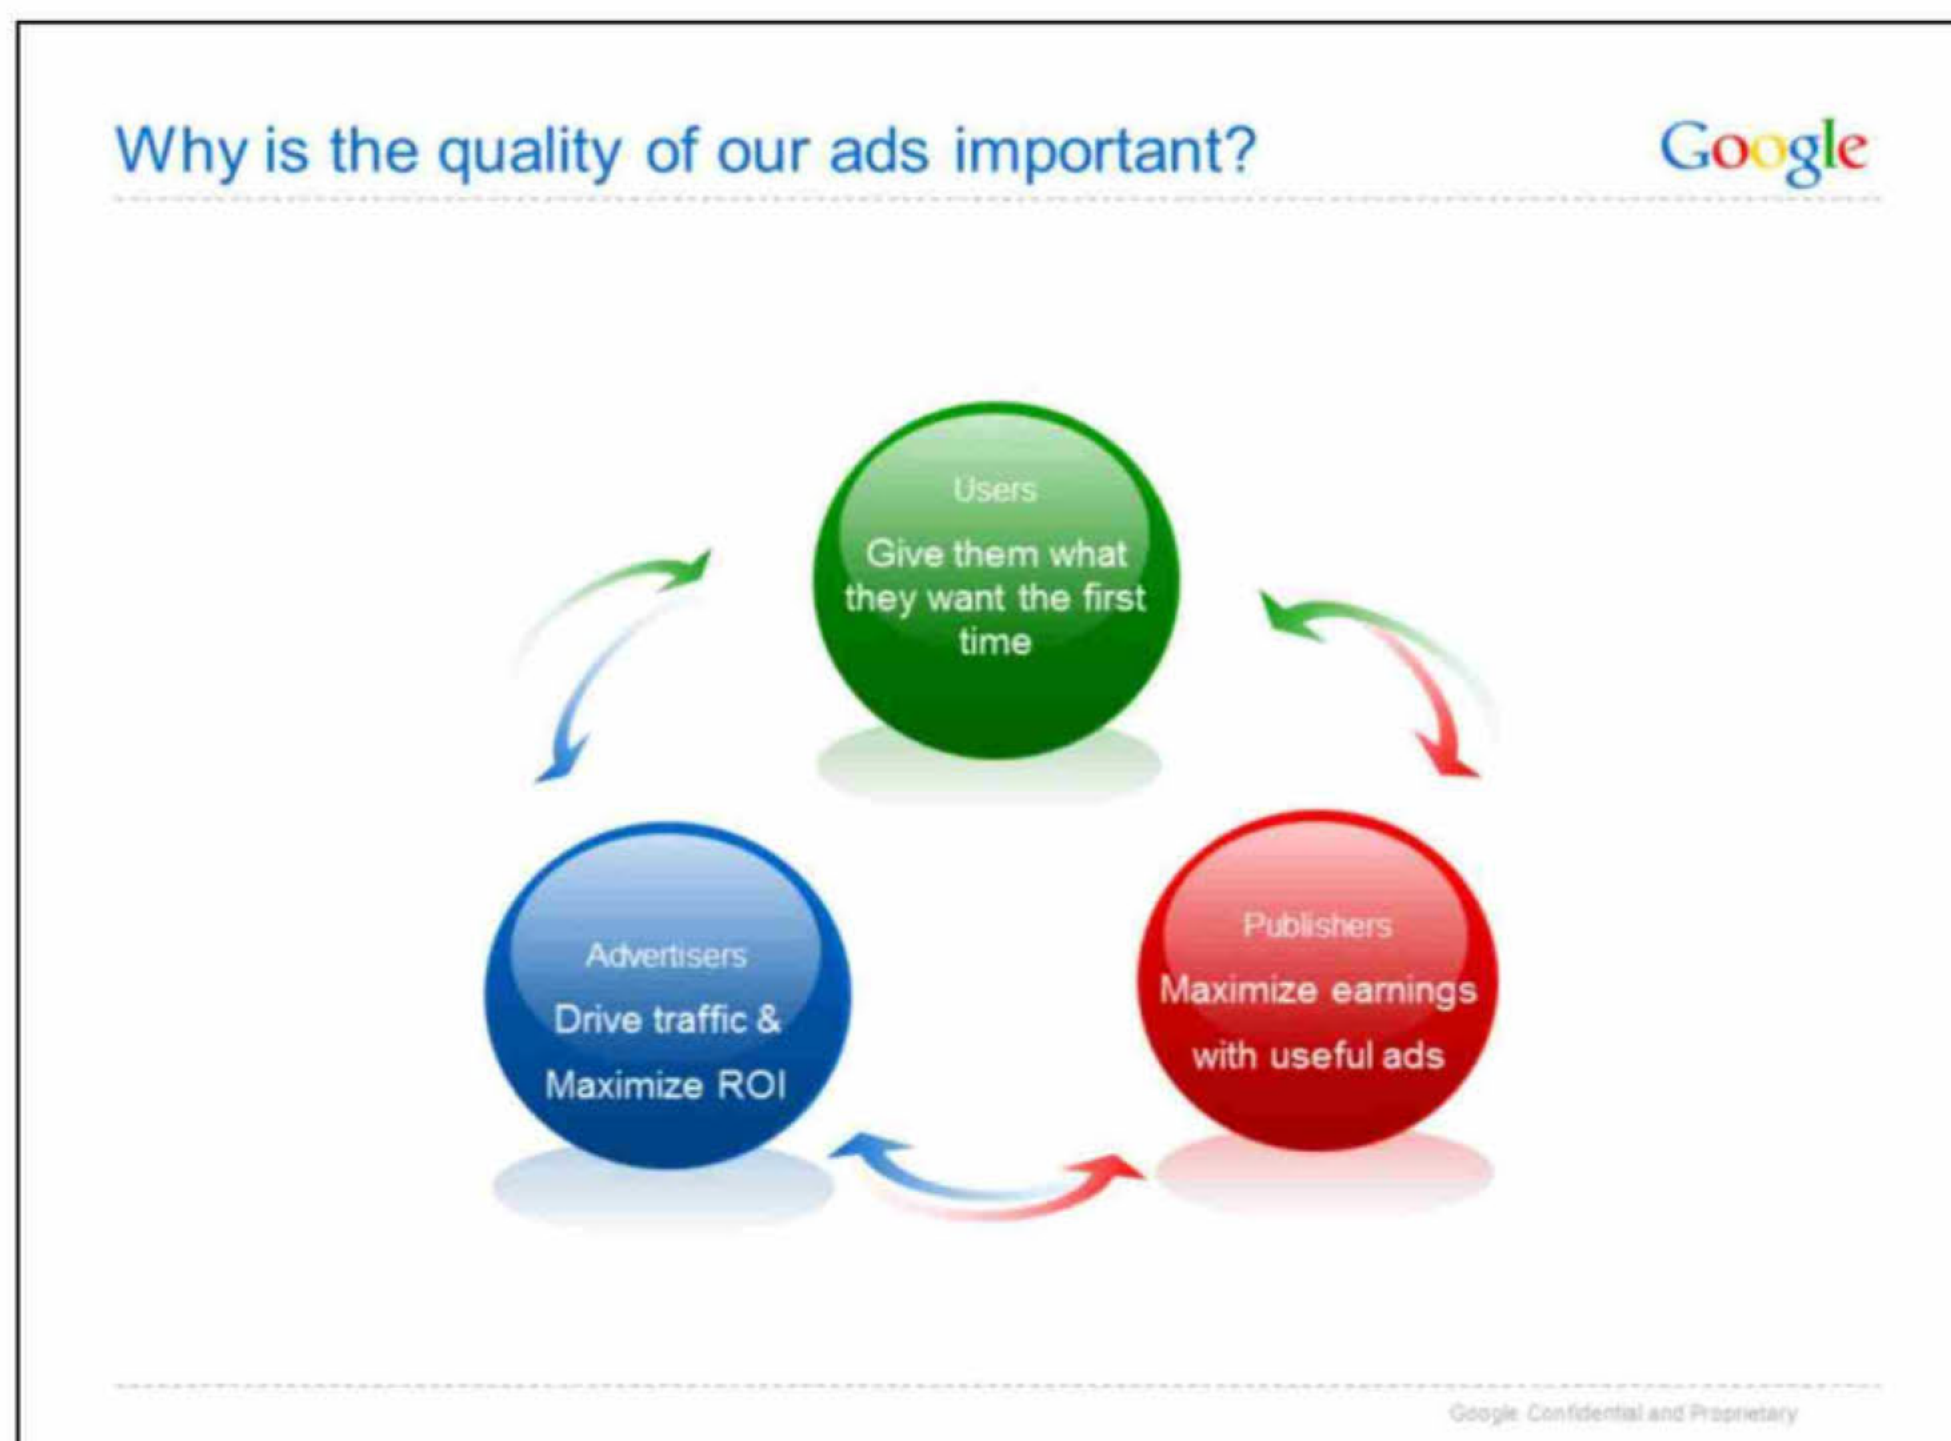 Why is the quality of our ads important?
Google
Users
Give them what
they want the first
time
Advertisers
Drive traffic &
Maximize ROI
Publishers
Maximize earnings
with useful ads
Google Confidential and Proprietary